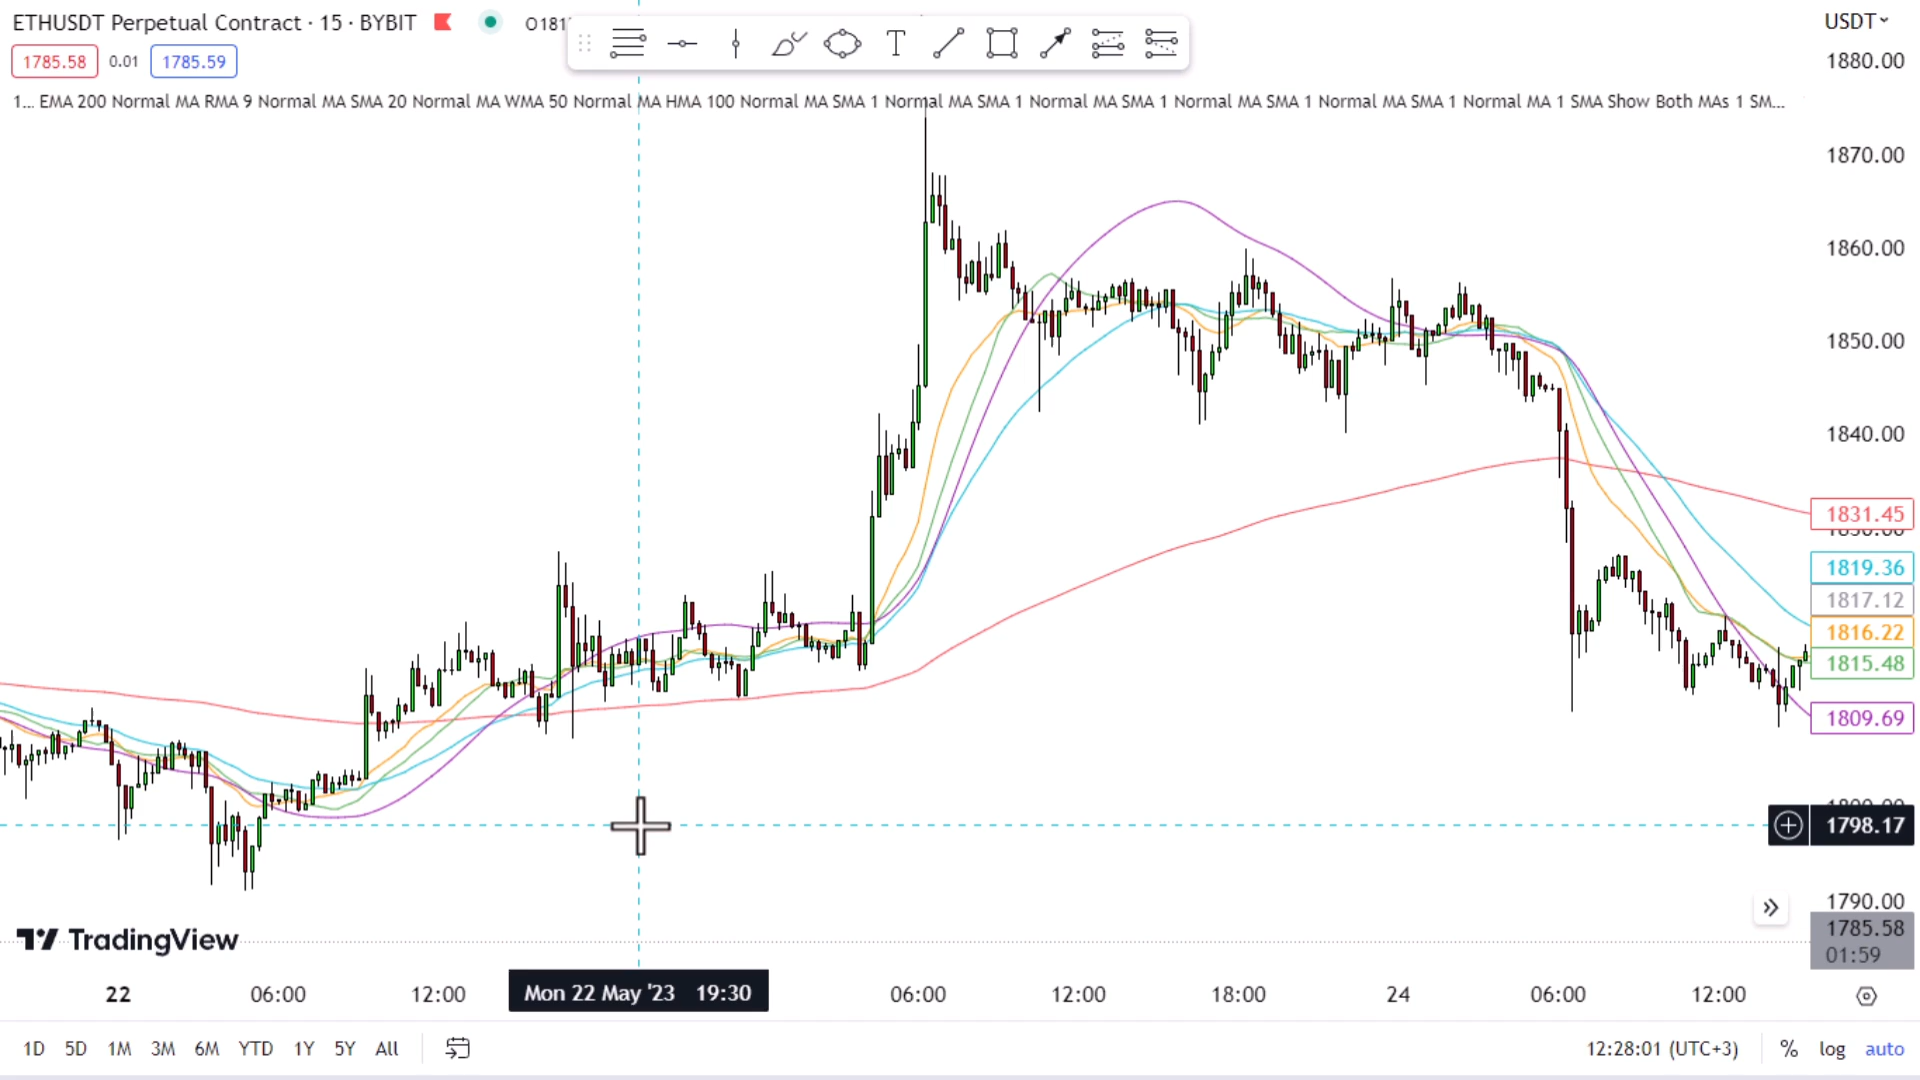 ETHUSDT Perpetual Contract · 15 · BYBIT O181
USDT
1785.58 0.01 1785.59
1... EMA 200 Normal MA RMA 9 Normal MA SMA 20 Normal MA WMA 50 Normal MA HMA 100 Normal MA SMA 1 Normal MA SMA 1 Normal MA SMA 1 Normal MA SMA 1 Normal MA SMA 1 Normal MA 1 SMA Show Both MAs 1 SM...
1880.00
1870.00
1860.00
1850.00
1840.00
1831.45
1830.00
1819.36
1817.12
1816.22
1815.48
1809.69
1800.00
1798.17
1790.00
1785.58
01:59
TradingView
22 06:00 12:00 Mon 22 May '23 19:30 06:00 12:00 18:00 24 06:00 12:00
1D 5D 1M 3M 6M YTD 1Y 5Y All 12:28:01 (UTC+3) % log auto